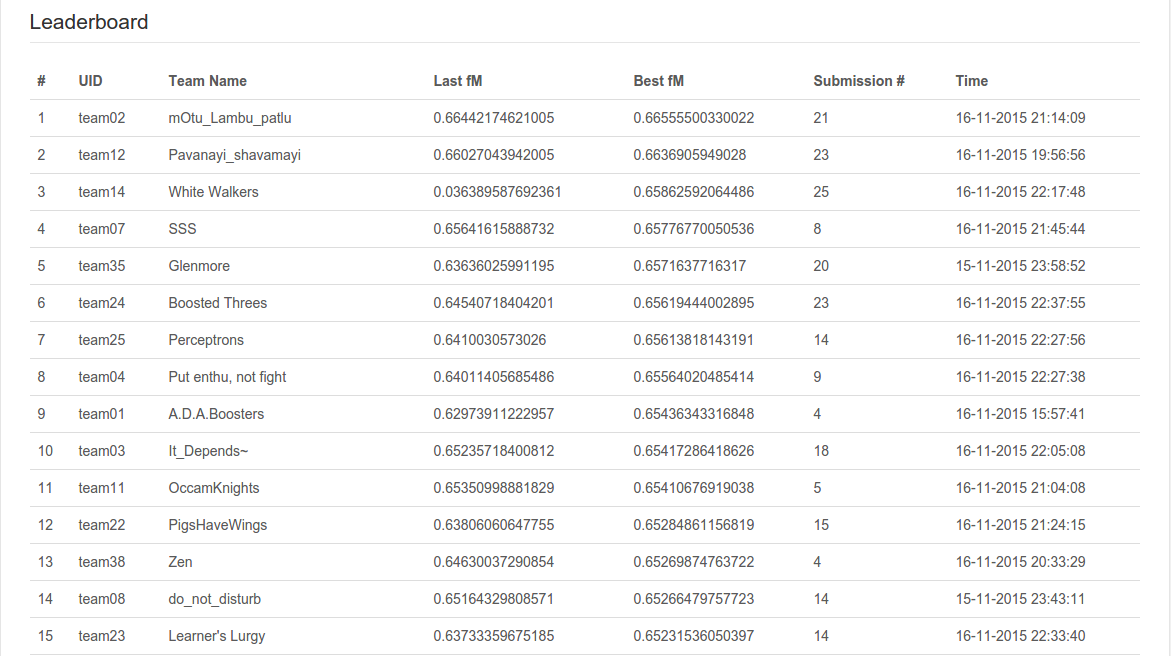 Leaderboard
# UID Team Name Last fM Best fM Submission # Time
1 team02 mOtu_Lambu_patlu 0.66442174621005 0.66555500330022 21 16-11-2015 21:14:09
2 team12 Pavanayi_shavamayi 0.66027043942005 0.6636905949028 23 16-11-2015 19:56:56
3 team14 White Walkers 0.036389587692361 0.65862592064486 25 16-11-2015 22:17:48
4 team07 SSS 0.65641615888732 0.65776770050536 8 16-11-2015 21:45:44
5 team35 Glenmore 0.63636025991195 0.6571637716317 20 15-11-2015 23:58:52
6 team24 Boosted Threes 0.64540718404201 0.65619444002895 23 16-11-2015 22:37:55
7 team25 Perceptrons 0.6410030573026 0.65613818143191 14 16-11-2015 22:27:56
8 team04 Put enthu, not fight 0.64011405685486 0.65564020485414 9 16-11-2015 22:27:38
9 team01 A.D.A.Boosters 0.62973911222957 0.65436343316848 4 16-11-2015 15:57:41
10 team03 It_Depends~ 0.65235718400812 0.65417286418626 18 16-11-2015 22:05:08
11 team11 OccamKnights 0.65350998881829 0.65410676919038 5 16-11-2015 21:04:08
12 team22 PigsHaveWings 0.63806060647755 0.65284861156819 15 16-11-2015 21:24:15
13 team38 Zen 0.64630037290854 0.65269874763722 4 16-11-2015 20:33:29
14 team08 do_not_disturb 0.65164329808571 0.65266479757723 14 15-11-2015 23:43:11
15 team23 Learner's Lurgy 0.63733359675185 0.65231536050397 14 16-11-2015 22:33:40